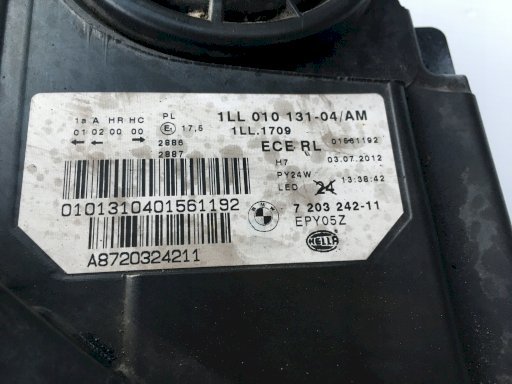 1a A HR HC PL
01 02 00 00 E1 17,5
2886
2887
1LL 010 131-04/AM
1LL.1709
ECE RL 01561192
H7 03.07.2012
PY24W
LED 24 13:38:42
0101310401561192
BMW 7 203 242-11
EPY05Z
A8720324211
HELLA